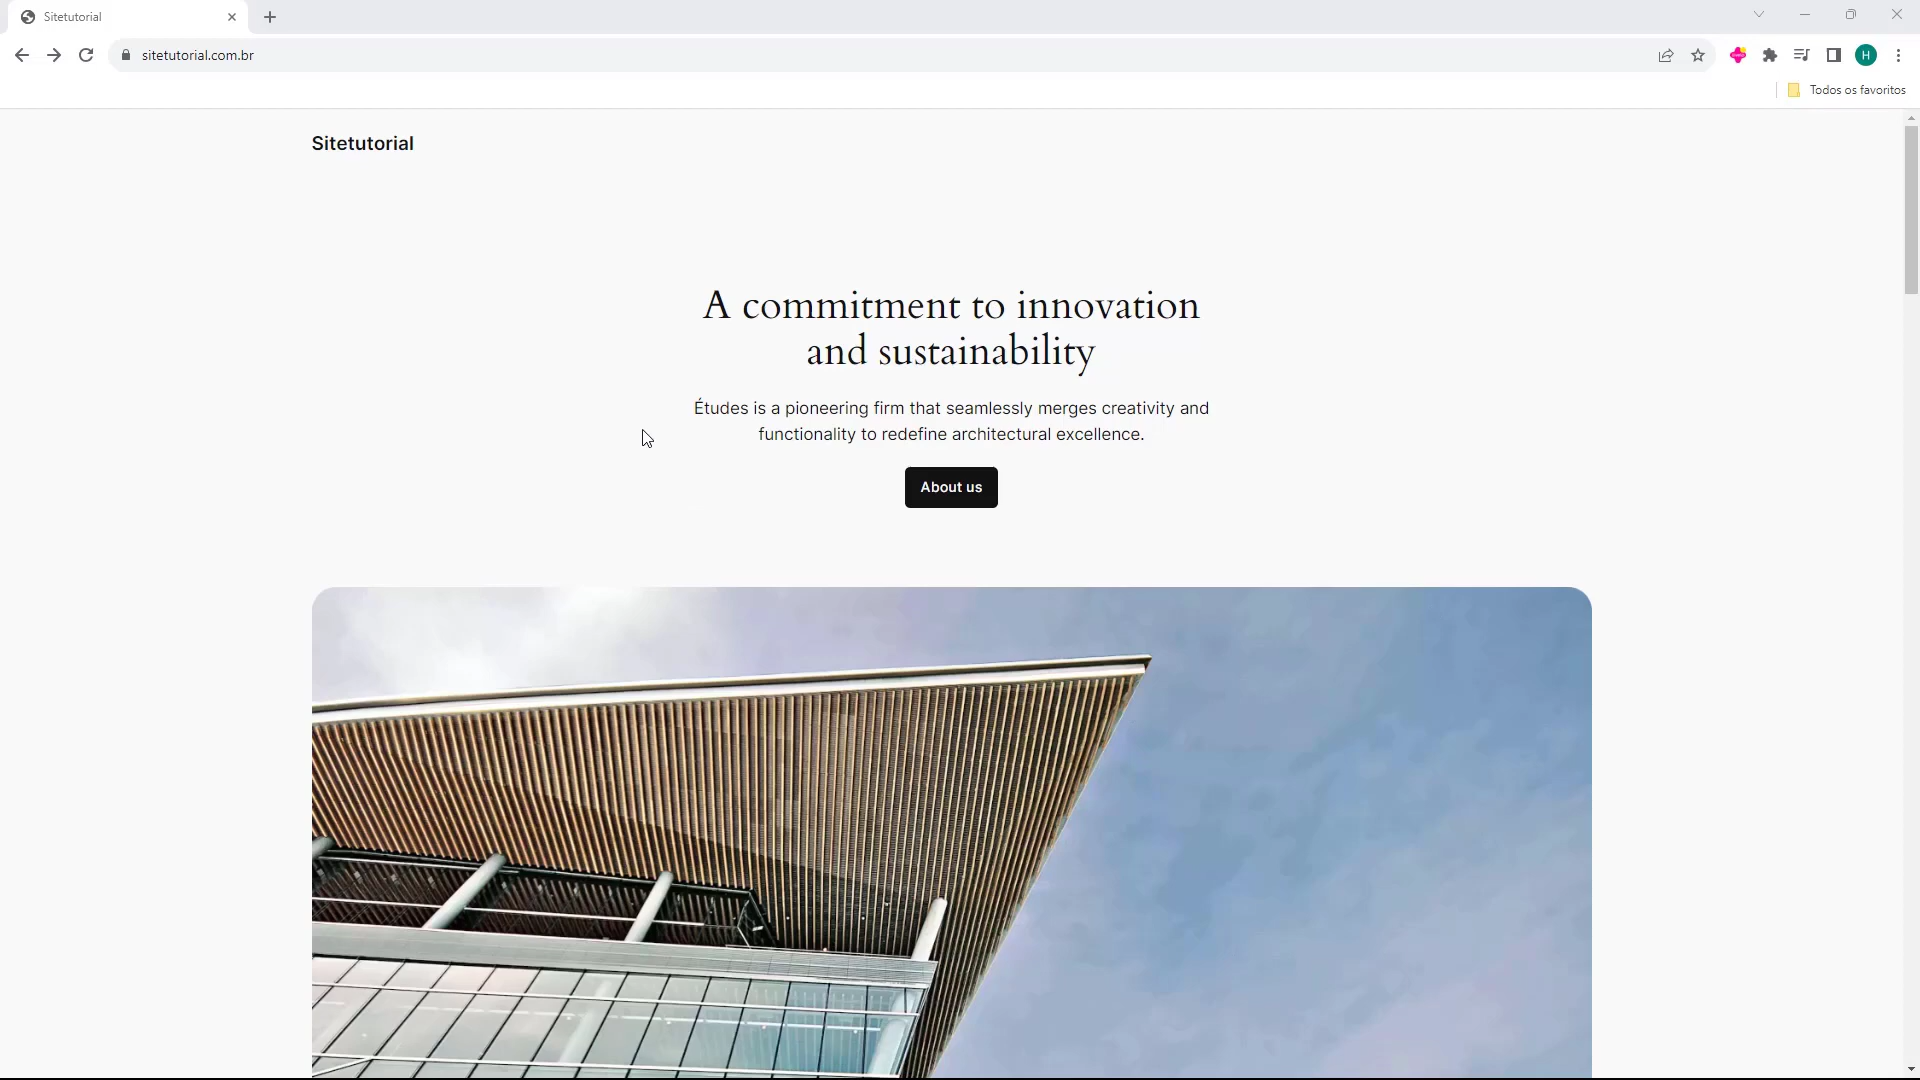 Sitetutorial
sitetutorial.com.br
H
Todos os favoritos
Sitetutorial
A commitment to innovation
and sustainability
Études is a pioneering firm that seamlessly merges creativity and
functionality to redefine architectural excellence.
About us